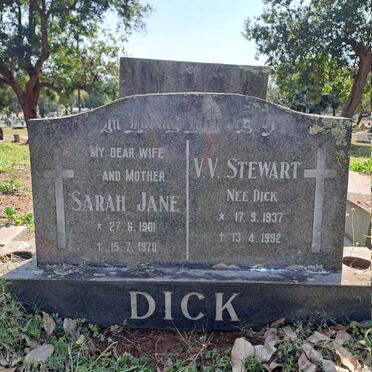 In Loving Memory of
My dear wife
and Mother
Sarah Jane
* 27.6.1901
† 15.7.1970
V.V. Stewart
nee Dick
* 17.9.1937
† 13.4.1992
DICK